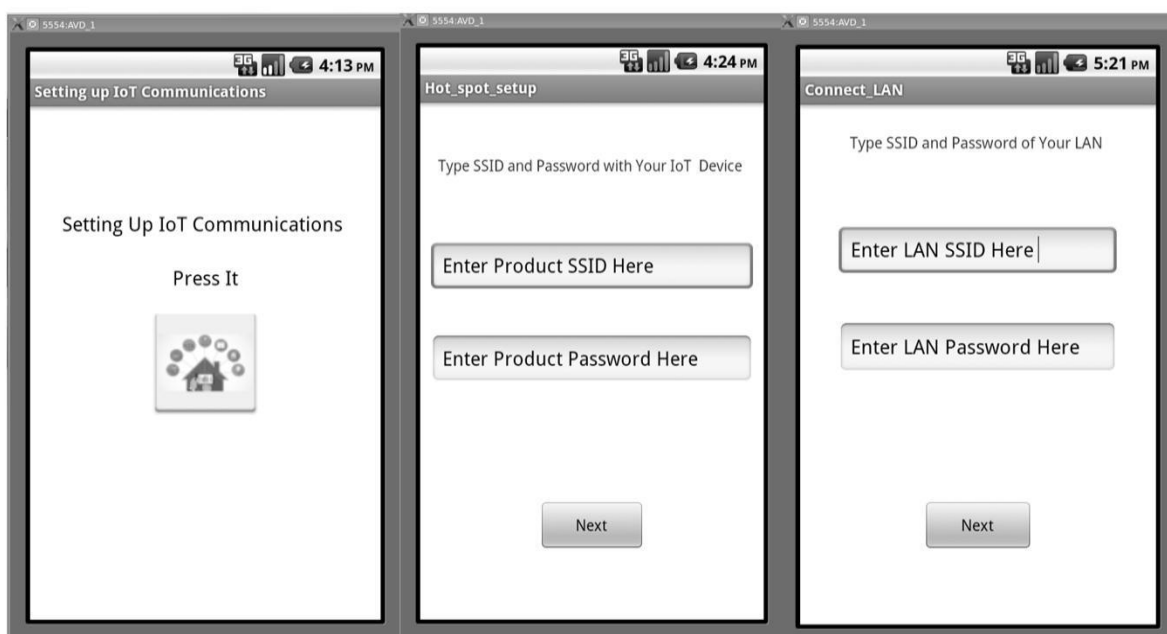 5554:AVD_1
3G 4:13 PM
Setting up IoT Communications
Setting Up IoT Communications
Press It
5554:AVD_1
3G 4:24 PM
Hot_spot_setup
Type SSID and Password with Your IoT Device
Enter Product SSID Here
Enter Product Password Here
Next
5554:AVD_1
3G 5:21 PM
Connect_LAN
Type SSID and Password of Your LAN
Enter LAN SSID Here
Enter LAN Password Here
Next